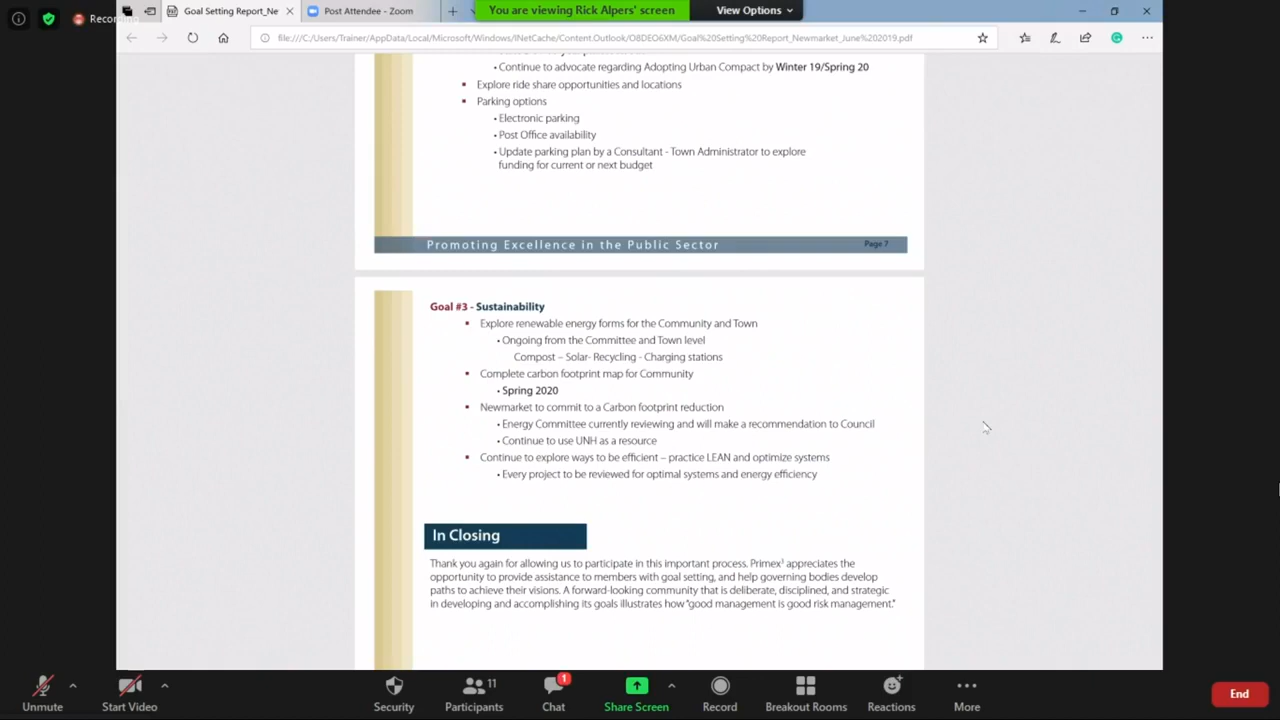 Recording
Goal Setting Report_Ne
Post Attendee - Zoom
You are viewing Rick Alpers' screen
View Options
file:///C:/Users/Trainer/AppData/Local/Microsoft/Windows/INetCache/Content.Outlook/O8DEO6XM/Goal%20Setting%20Report_Newmarket_June%202019.pdf
• Continue to advocate regarding Adopting Urban Compact by Winter 19/Spring 20
▪ Explore ride share opportunities and locations
▪ Parking options
• Electronic parking
• Post Office availability
• Update parking plan by a Consultant - Town Administrator to explore
funding for current or next budget
Promoting Excellence in the Public Sector
Page 7
Goal #3 - Sustainability
▪ Explore renewable energy forms for the Community and Town
• Ongoing from the Committee and Town level
Compost – Solar- Recycling - Charging stations
▪ Complete carbon footprint map for Community
• Spring 2020
▪ Newmarket to commit to a Carbon footprint reduction
• Energy Committee currently reviewing and will make a recommendation to Council
• Continue to use UNH as a resource
▪ Continue to explore ways to be efficient – practice LEAN and optimize systems
• Every project to be reviewed for optimal systems and energy efficiency
In Closing
Thank you again for allowing us to participate in this important process. Primex³ appreciates the
opportunity to provide assistance to members with goal setting, and help governing bodies develop
paths to achieve their visions. A forward-looking community that is deliberate, disciplined, and strategic
in developing and accomplishing its goals illustrates how "good management is good risk management."
Unmute
Start Video
Security
Participants
11
Chat
1
Share Screen
Record
Breakout Rooms
Reactions
More
End